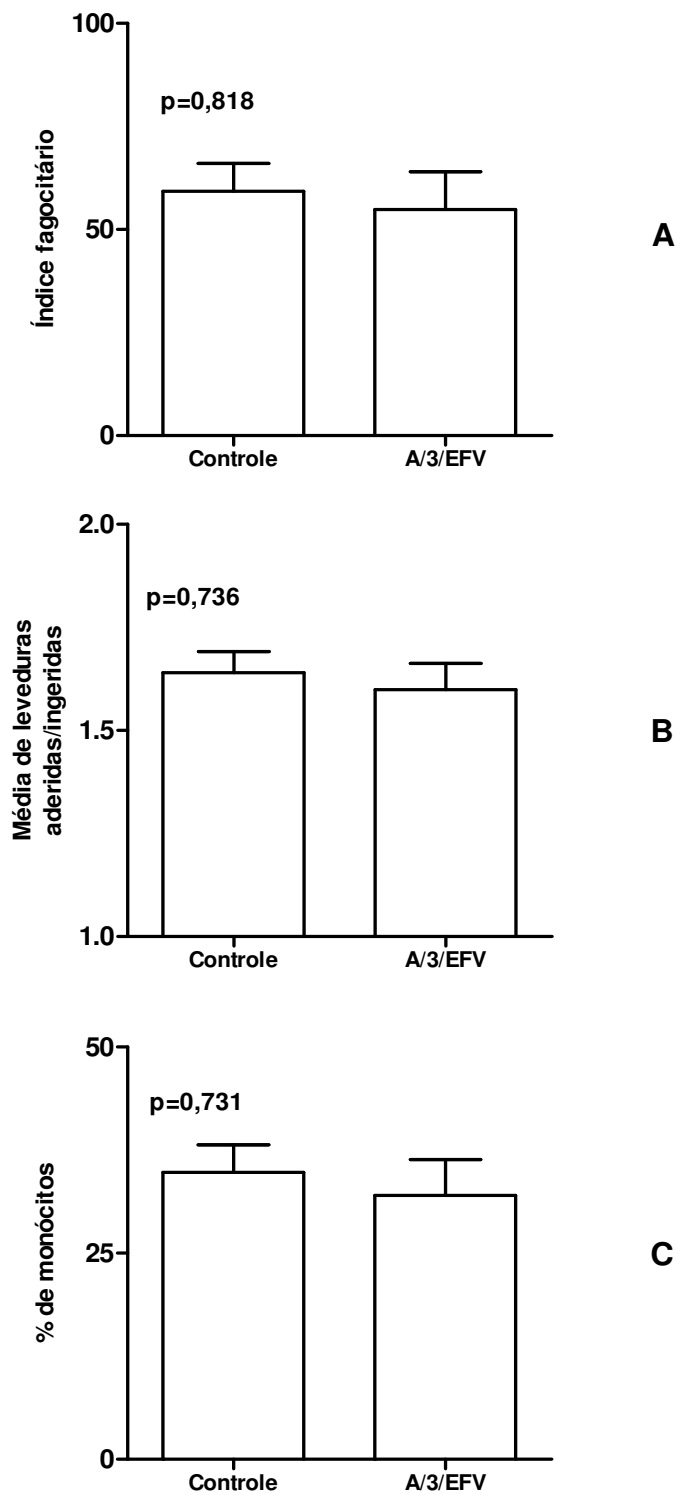 100
p=0,818
Índice fagocitário
50
A
0
Controle
A/3/EFV
2.0
p=0,736
Média de leveduras
aderidas/ingeridas
1.5
B
1.0
Controle
A/3/EFV
50
p=0,731
% de monócitos
25
C
0
Controle
A/3/EFV